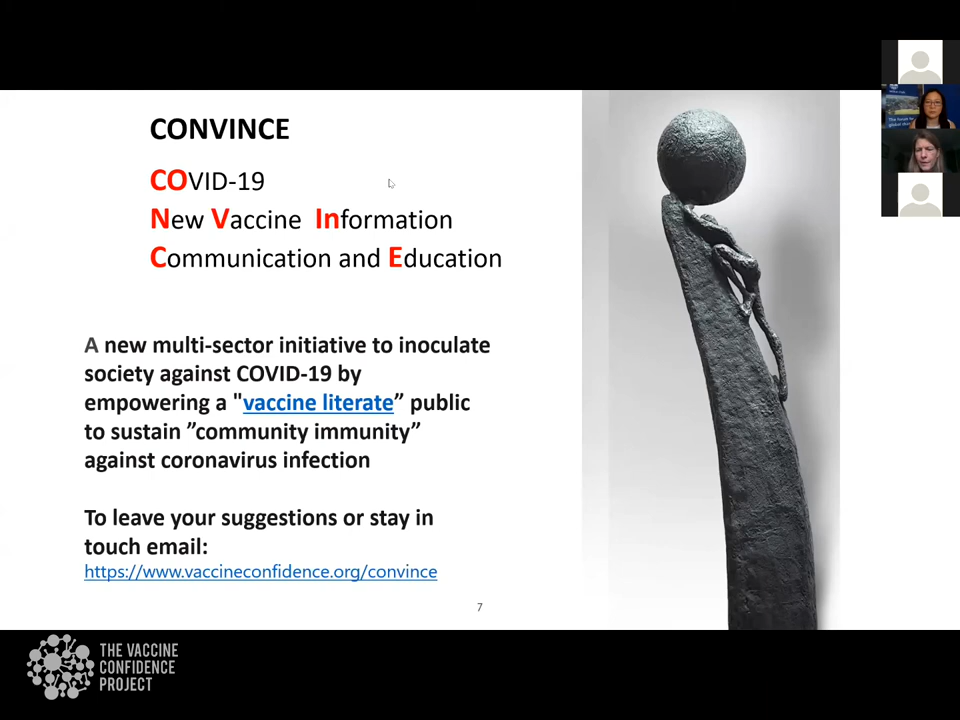 CONVINCE
COVID-19
New Vaccine Information
Communication and Education
A new multi-sector initiative to inoculate
society against COVID-19 by
empowering a "vaccine literate” public
to sustain ”community immunity”
against coronavirus infection
To leave your suggestions or stay in
touch email:
https://www.vaccineconfidence.org/convince
7
THE VACCINE
CONFIDENCE
PROJECT